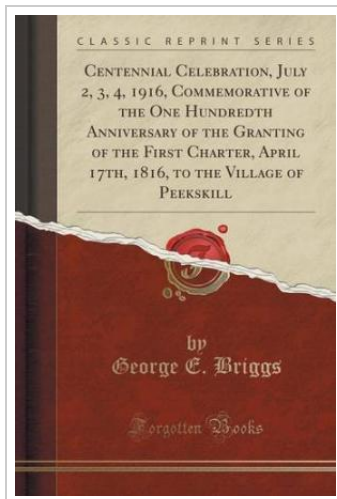 CLASSIC REPRINT SERIES
CENTENNIAL CELEBRATION, JULY
2, 3, 4, 1916, COMMEMORATIVE OF
THE ONE HUNDREDTH
ANNIVERSARY OF THE GRANTING
OF THE FIRST CHARTER, APRIL
17TH, 1816, TO THE VILLAGE OF
PEEKSKILL
F
by
George E. Briggs
Forgotten Books